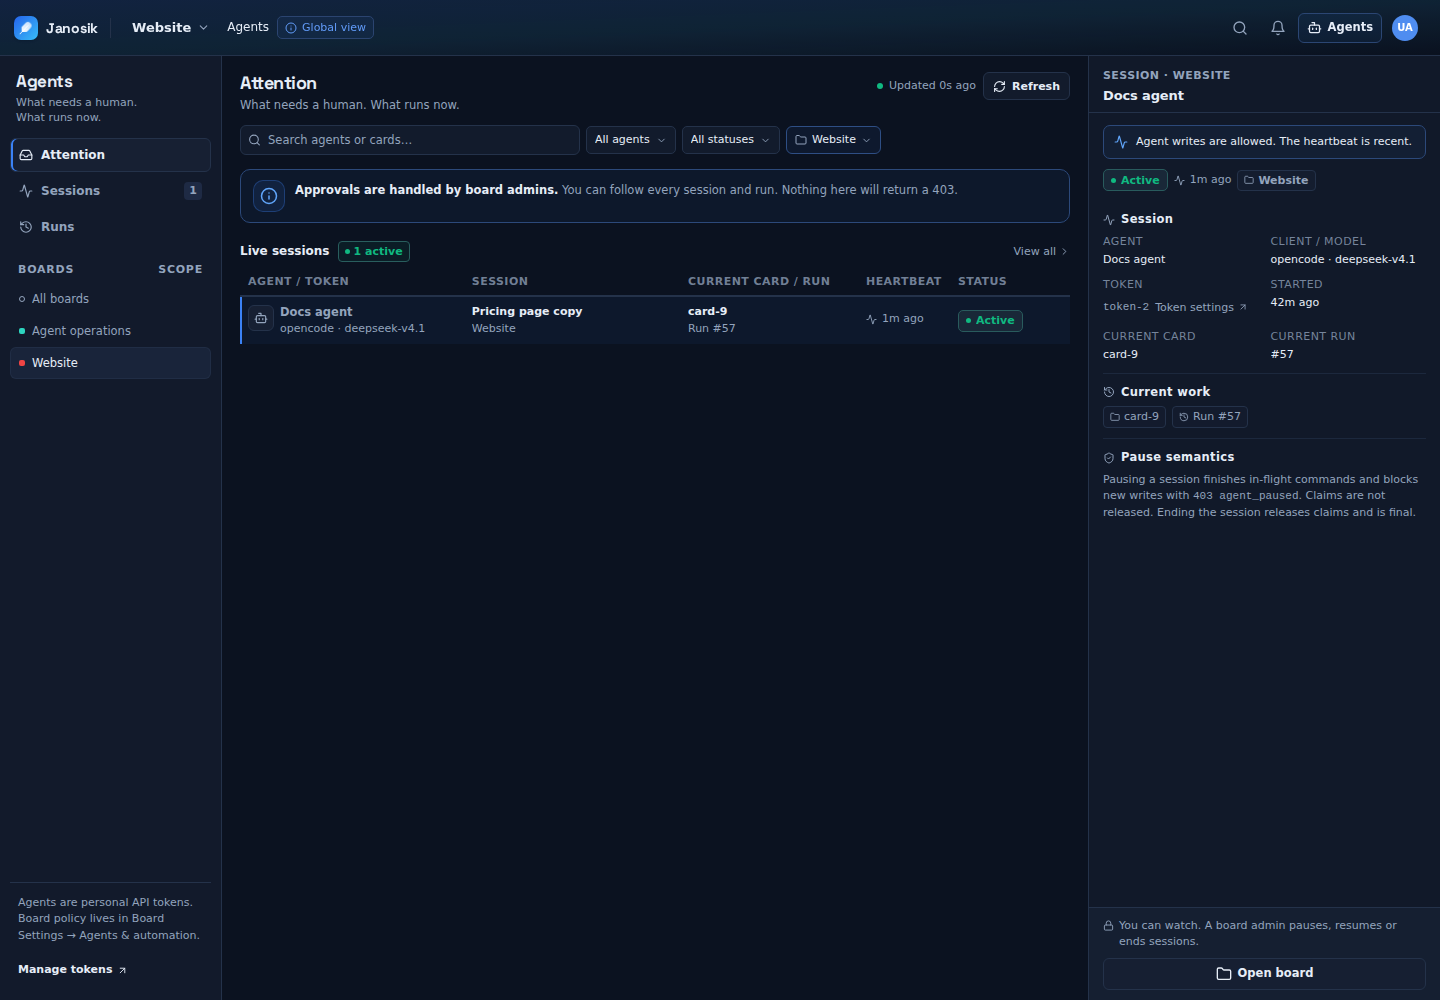 Janosik
Website
Agents
Global view
Agents
UA
Agents
What needs a human.
What runs now.
Attention
Sessions
1
Runs
BOARDS
SCOPE
All boards
Agent operations
Website
Agents are personal API tokens.
Board policy lives in Board
Settings → Agents & automation.
Manage tokens
Attention
What needs a human. What runs now.
Updated 0s ago
Refresh
Search agents or cards...
All agents
All statuses
Website
Approvals are handled by board admins. You can follow every session and run. Nothing here will return a 403.
Live sessions
1 active
View all
AGENT / TOKEN
SESSION
CURRENT CARD / RUN
HEARTBEAT
STATUS
Docs agent
opencode · deepseek-v4.1
Pricing page copy
Website
card-9
Run #57
1m ago
Active
SESSION · WEBSITE
Docs agent
Agent writes are allowed. The heartbeat is recent.
Active
1m ago
Website
Session
AGENT
CLIENT / MODEL
Docs agent
opencode · deepseek-v4.1
TOKEN
STARTED
token-2 Token settings
42m ago
CURRENT CARD
CURRENT RUN
card-9
#57
Current work
card-9
Run #57
Pause semantics
Pausing a session finishes in-flight commands and blocks
new writes with 403 agent_paused. Claims are not
released. Ending the session releases claims and is final.
You can watch. A board admin pauses, resumes or
ends sessions.
Open board